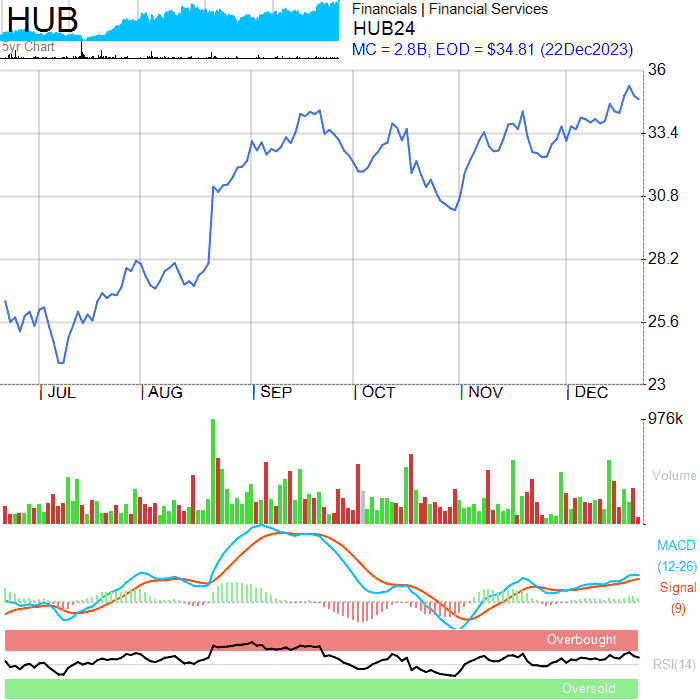 HUB
5yr Chart
Financials | Financial Services
HUB24
MC = 2.8B, EOD = $34.81 (22Dec2023)
36
33.4
30.8
28.2
25.6
23
| JUL | AUG | SEP | OCT | NOV | DEC
976k
Volume
MACD
(12-26)
Signal
(9)
Overbought
RSI(14)
Oversold